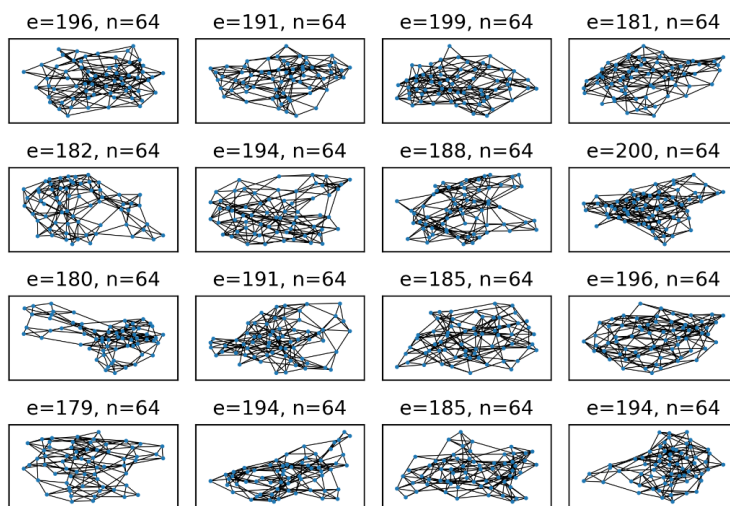 e=196, n=64 e=191, n=64 e=199, n=64 e=181, n=64
e=182, n=64 e=194, n=64 e=188, n=64 e=200, n=64
e=180, n=64 e=191, n=64 e=185, n=64 e=196, n=64
e=179, n=64 e=194, n=64 e=185, n=64 e=194, n=64